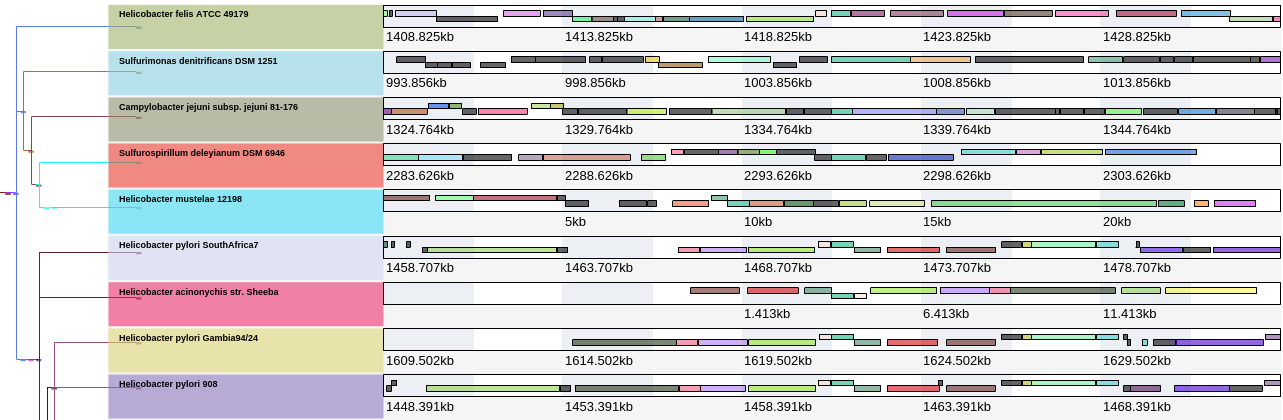 Helicobacter felis ATCC 49179
1408.825kb 1413.825kb 1418.825kb 1423.825kb 1428.825kb
Sulfurimonas denitrificans DSM 1251
993.856kb 998.856kb 1003.856kb 1008.856kb 1013.856kb
Campylobacter jejuni subsp. jejuni 81-176
1324.764kb 1329.764kb 1334.764kb 1339.764kb 1344.764kb
Sulfurospirillum deleyianum DSM 6946
2283.626kb 2288.626kb 2293.626kb 2298.626kb 2303.626kb
Helicobacter mustelae 12198
5kb 10kb 15kb 20kb
Helicobacter pylori SouthAfrica7
1458.707kb 1463.707kb 1468.707kb 1473.707kb 1478.707kb
Helicobacter acinonychis str. Sheeba
1.413kb 6.413kb 11.413kb
Helicobacter pylori Gambia94/24
1609.502kb 1614.502kb 1619.502kb 1624.502kb 1629.502kb
Helicobacter pylori 908
1448.391kb 1453.391kb 1458.391kb 1463.391kb 1468.391kb